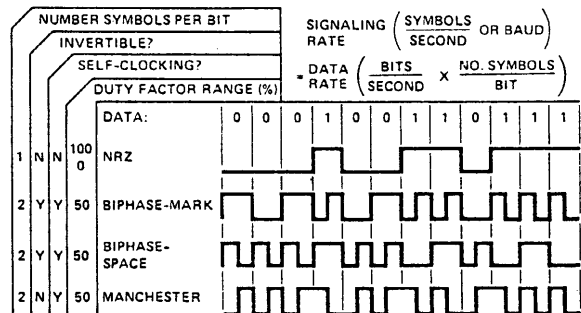 NUMBER SYMBOLS PER BIT
INVERTIBLE?
SELF-CLOCKING?
DUTY FACTOR RANGE (%)
SIGNALING RATE (SYMBOLS/SECOND OR BAUD)
= DATA RATE (BITS/SECOND X NO. SYMBOLS/BIT)
DATA: 0 0 0 1 0 0 1 1 0 1 1 1
1 N N 100 0 NRZ
2 Y Y 50 BIPHASE-MARK
2 Y Y 50 BIPHASE-
SPACE
2 N Y 50 MANCHESTER